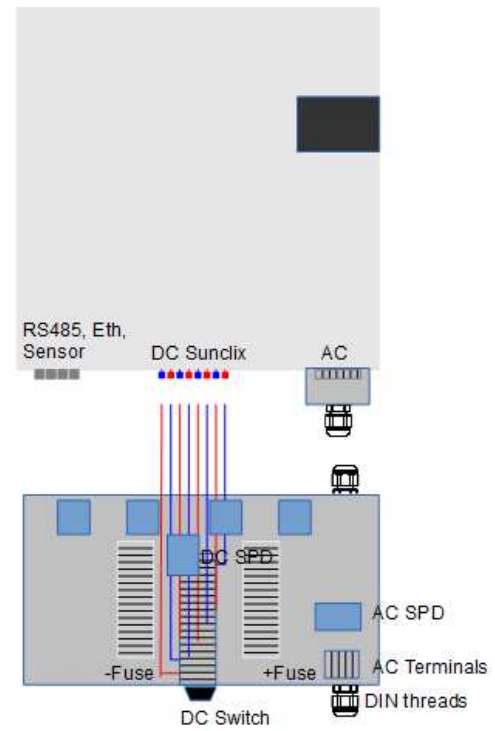 RS485, Eth,
Sensor
DC Sunclix
AC
DC SPD
AC SPD
-Fuse
+Fuse
AC Terminals
DIN threads
DC Switch